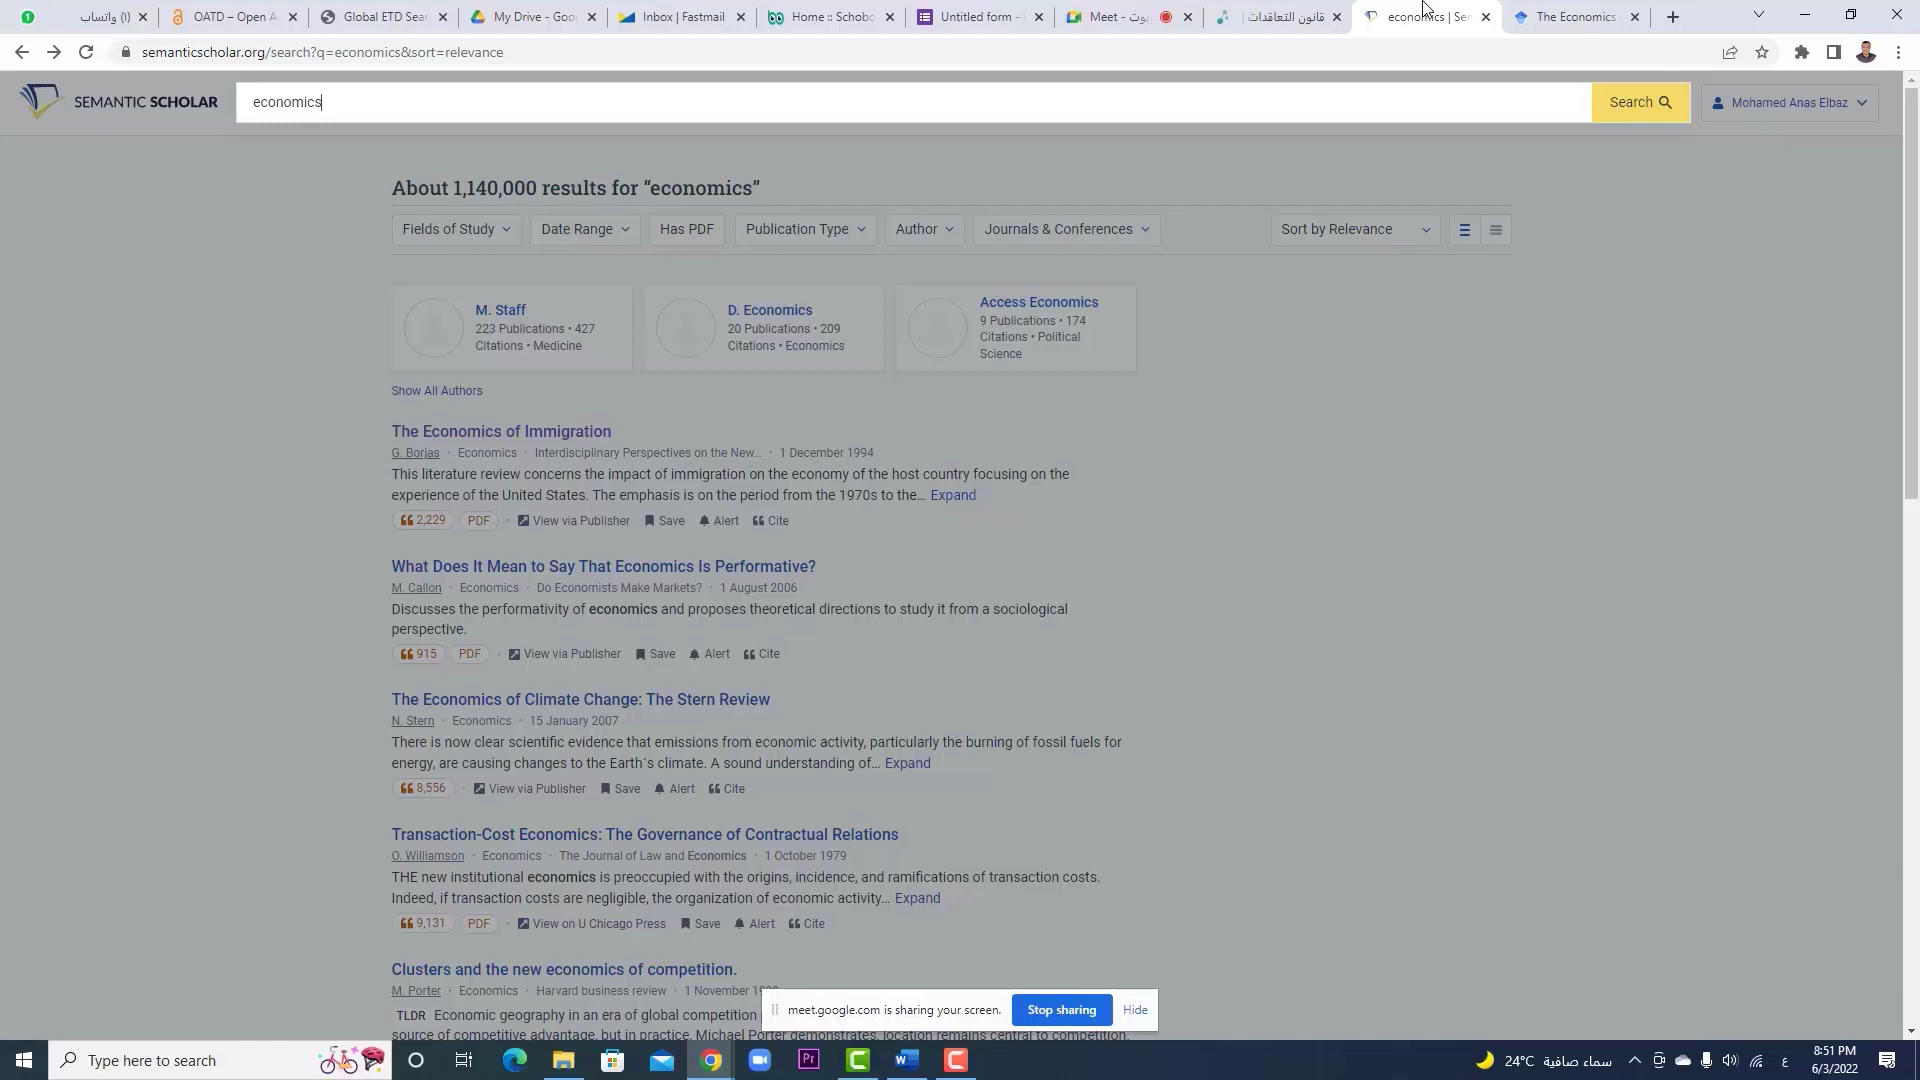 (١) واتساب
OATD – Open A
Global ETD Sea
My Drive - Goo
Inbox | Fastmail
Home :: Schobo
Untitled form -
Meet - بوت
قانون التعاقدات |
economics | Se
The Economics
semanticscholar.org/search?q=economics&sort=relevance
SEMANTIC SCHOLAR
economics
Search
Mohamed Anas Elbaz
About 1,140,000 results for “economics”
Fields of Study
Date Range
Has PDF
Publication Type
Author
Journals & Conferences
Sort by Relevance
M. Staff
223 Publications • 427
Citations • Medicine
D. Economics
20 Publications • 209
Citations • Economics
Access Economics
9 Publications • 174
Citations • Political
Science
Show All Authors
The Economics of Immigration
G. Borjas · Economics · Interdisciplinary Perspectives on the New… · 1 December 1994
This literature review concerns the impact of immigration on the economy of the host country focusing on the
experience of the United States. The emphasis is on the period from the 1970s to the… Expand
2,229 PDF · View via Publisher Save Alert Cite
What Does It Mean to Say That Economics Is Performative?
M. Callon · Economics · Do Economists Make Markets? · 1 August 2006
Discusses the performativity of economics and proposes theoretical directions to study it from a sociological
perspective.
915 PDF · View via Publisher Save Alert Cite
The Economics of Climate Change: The Stern Review
N. Stern · Economics · 15 January 2007
There is now clear scientific evidence that emissions from economic activity, particularly the burning of fossil fuels for
energy, are causing changes to the Earth´s climate. A sound understanding of… Expand
8,556 · View via Publisher Save Alert Cite
Transaction-Cost Economics: The Governance of Contractual Relations
O. Williamson · Economics · The Journal of Law and Economics · 1 October 1979
THE new institutional economics is preoccupied with the origins, incidence, and ramifications of transaction costs.
Indeed, if transaction costs are negligible, the organization of economic activity… Expand
9,131 PDF · View on U Chicago Press Save Alert Cite
Clusters and the new economics of competition.
M. Porter · Economics · Harvard business review · 1 November
TLDR Economic geography in an era of global competition
source of competitive advantage, but in practice, Michael Porter demonstrates, location remains central to competition.
meet.google.com is sharing your screen.
Stop sharing
Hide
Type here to search
24°C سماء صافية
ع
8:51 PM
6/3/2022